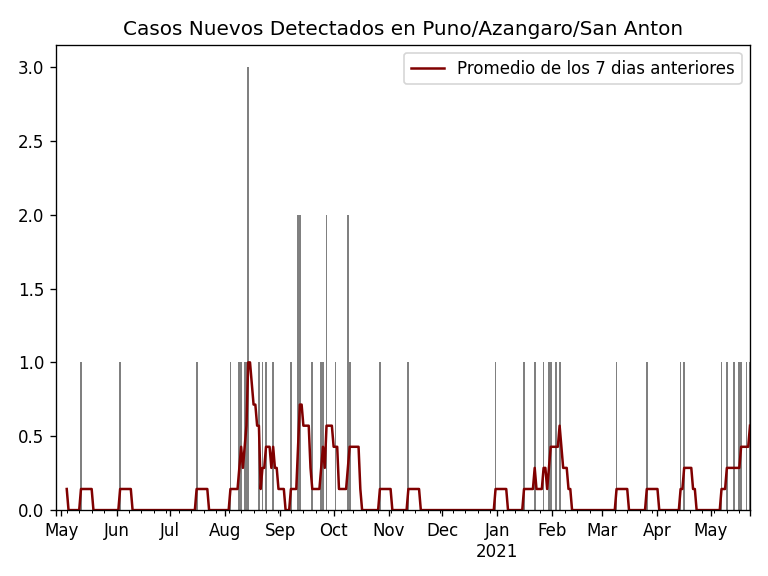 Casos Nuevos Detectados en Puno/Azangaro/San Anton
Promedio de los 7 dias anteriores
3.0
2.5
2.0
1.5
1.0
0.5
0.0
May Jun Jul Aug Sep Oct Nov Dec Jan Feb Mar Apr May
2021